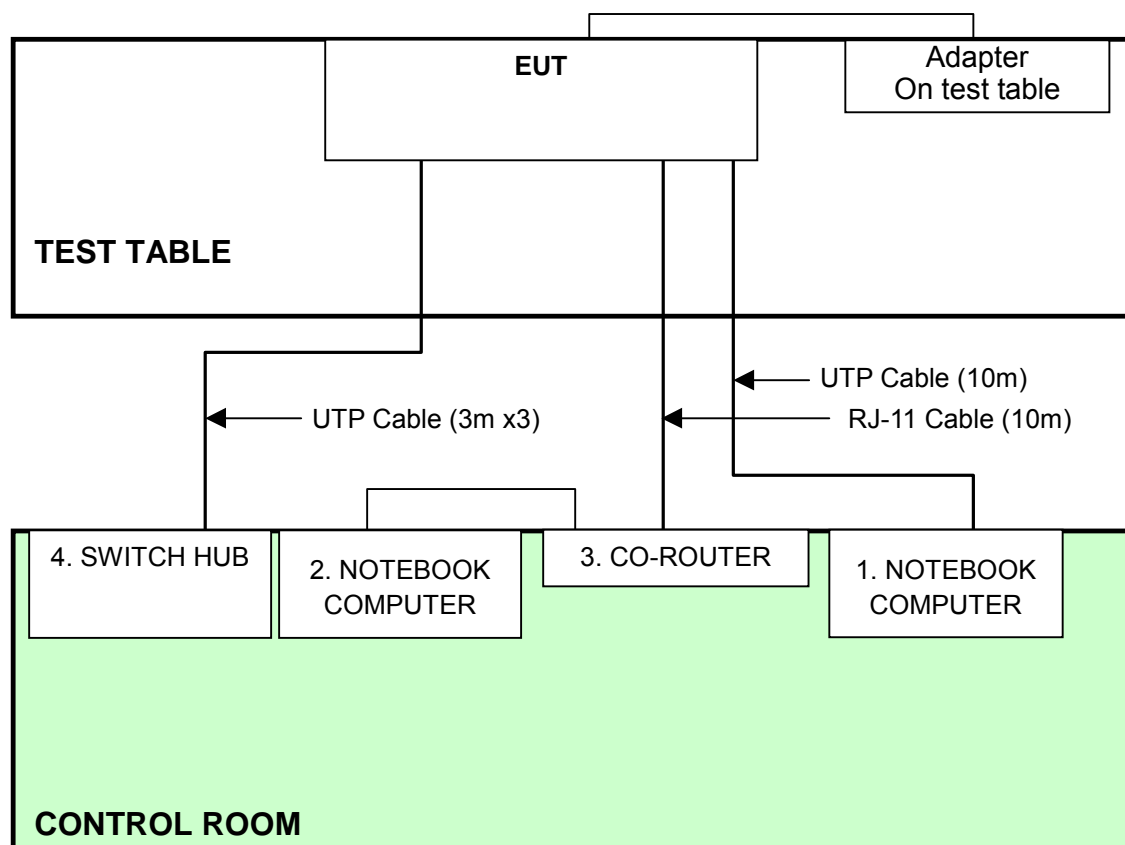 EUT
Adapter
On test table
TEST TABLE
UTP Cable (10m)
UTP Cable (3m x3)
RJ-11 Cable (10m)
4. SWITCH HUB
2. NOTEBOOK
COMPUTER
3. CO-ROUTER
1. NOTEBOOK
COMPUTER
CONTROL ROOM